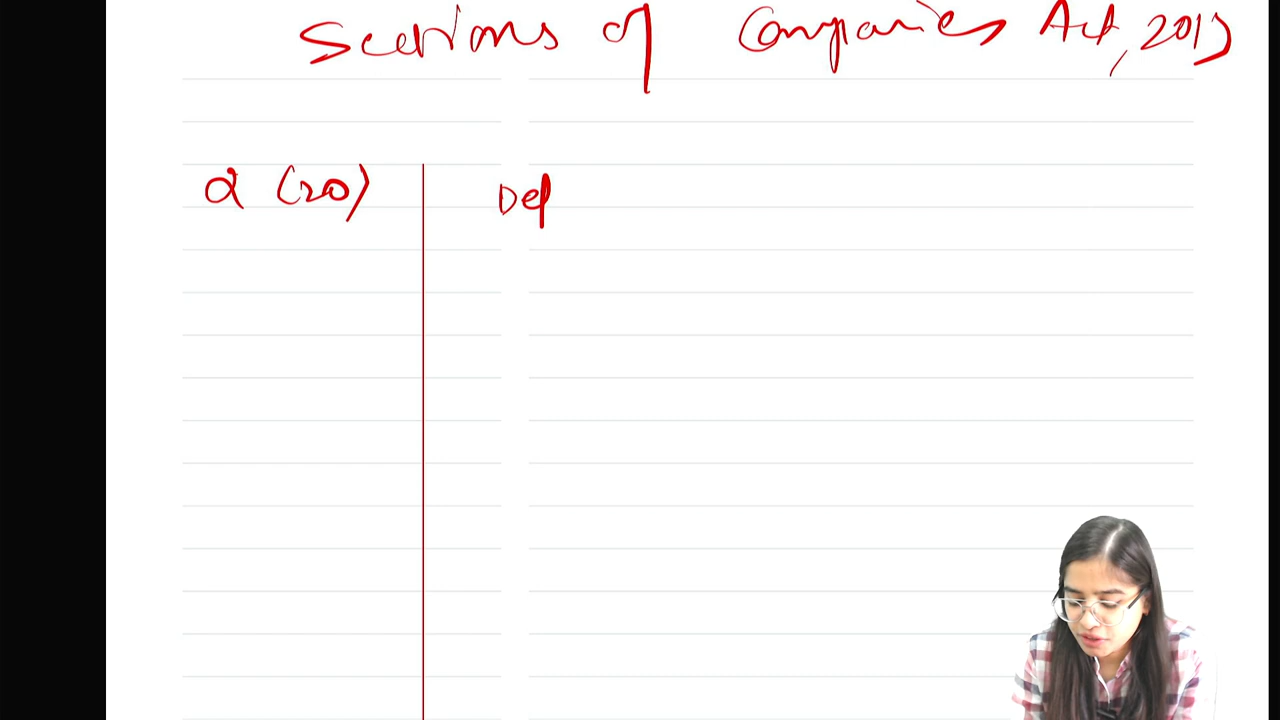 Sections of Companies Act, 2013
2 (20) Def